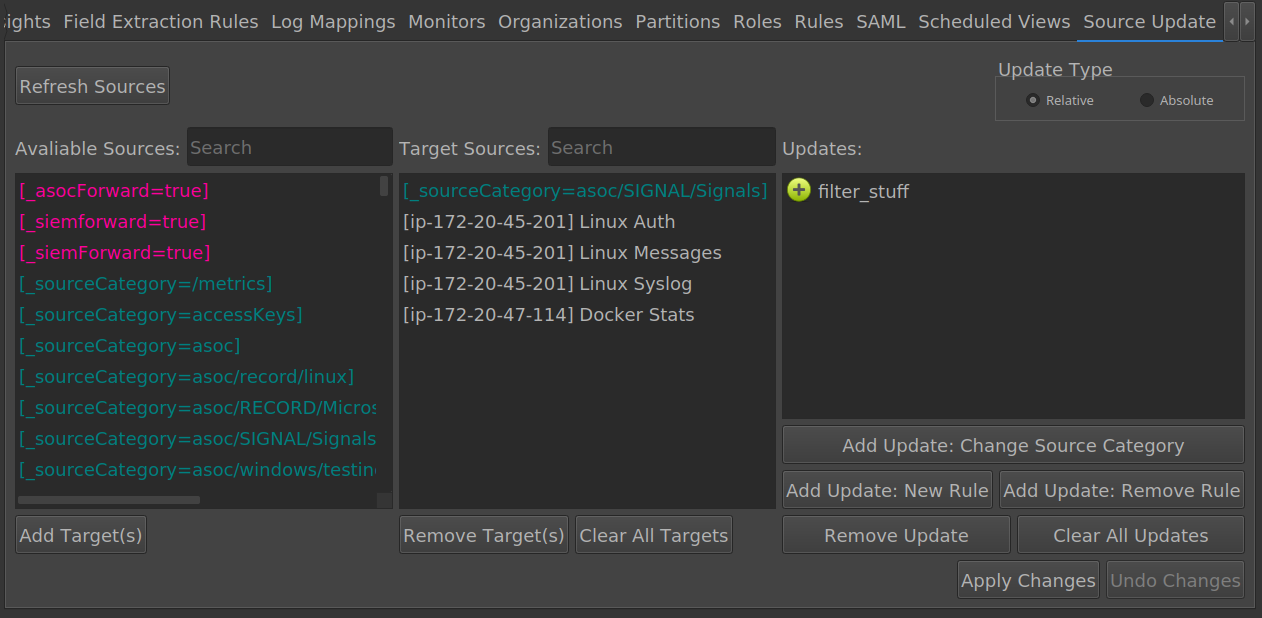 sights Field Extraction Rules Log Mappings Monitors Organizations Partitions Roles Rules SAML Scheduled Views Source Update
Refresh Sources
Update Type
Relative Absolute
Avaliable Sources: Search
Target Sources: Search
Updates:
[_asocForward=true]
[_siemforward=true]
[_siemForward=true]
[_sourceCategory=/metrics]
[_sourceCategory=accessKeys]
[_sourceCategory=asoc]
[_sourceCategory=asoc/record/linux]
[_sourceCategory=asoc/RECORD/Micros
[_sourceCategory=asoc/SIGNAL/Signals
[_sourceCategory=asoc/windows/testing
[_sourceCategory=asoc/SIGNAL/Signals]
[ip-172-20-45-201] Linux Auth
[ip-172-20-45-201] Linux Messages
[ip-172-20-45-201] Linux Syslog
[ip-172-20-47-114] Docker Stats
filter_stuff
Add Update: Change Source Category
Add Update: New Rule Add Update: Remove Rule
Add Target(s)
Remove Target(s) Clear All Targets
Remove Update Clear All Updates
Apply Changes Undo Changes